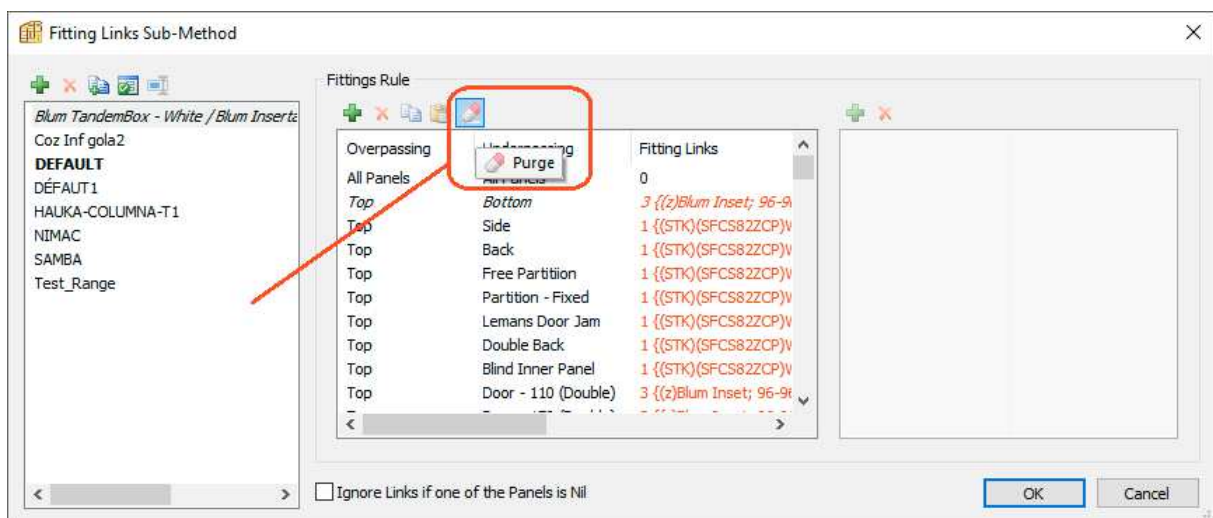 Fitting Links Sub-Method
Fittings Rule
Blum TandemBox - White / Blum Inserta
Coz Inf gola2
DEFAULT
DÉFAUT1
HAUKA-COLUMNA-T1
NIMAC
SAMBA
Test_Range
Overpassing Underpassing Fitting Links
Purge
All Panels All Panels 0
Top Bottom 3 {(z)Blum Inset; 96-9
Top Side 1 {(STK)(SFCS82ZCP)
Top Back 1 {(STK)(SFCS82ZCP)
Top Free Partitiion 1 {(STK)(SFCS82ZCP)
Top Partition - Fixed 1 {(STK)(SFCS82ZCP)
Top Lemans Door Jam 1 {(STK)(SFCS82ZCP)
Top Double Back 1 {(STK)(SFCS82ZCP)
Top Blind Inner Panel 1 {(STK)(SFCS82ZCP)
Top Door - 110 (Double) 3 {(z)Blum Inset; 96-9
Ignore Links if one of the Panels is Nil
OK Cancel